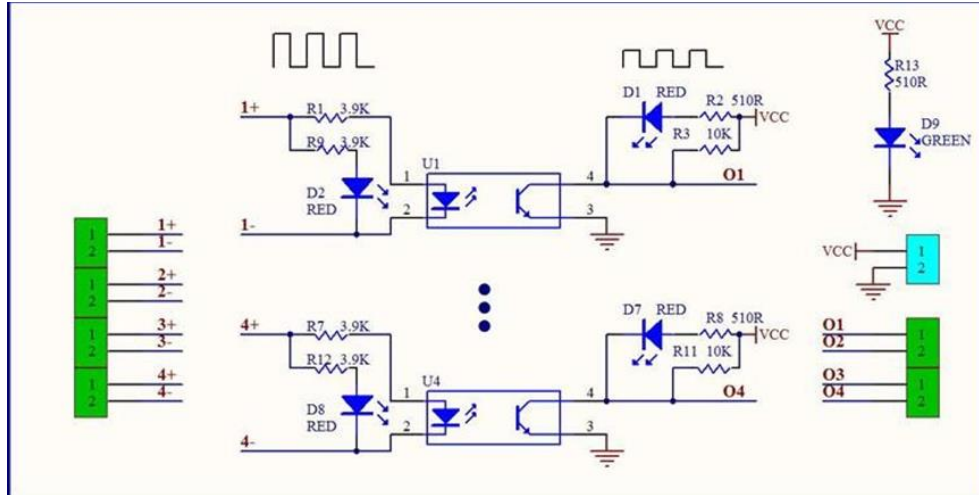 VCC
R13
510R
D9
GREEN
1+
R1 3.9K
R9 3.9K
D2
RED
1-
U1
1
2
4
3
D1 RED
R2 510R
R3 10K
VCC
O1
1 1+
2 1-
1 2+
2 2-
1 3+
2 3-
1 4+
2 4-
4+
R7 3.9K
R12 3.9K
D8
RED
4-
U4
1
2
4
3
D7 RED
R8 510R
R11 10K
VCC
O4
VCC 1
2
O1 1
O2 2
O3 1
O4 2